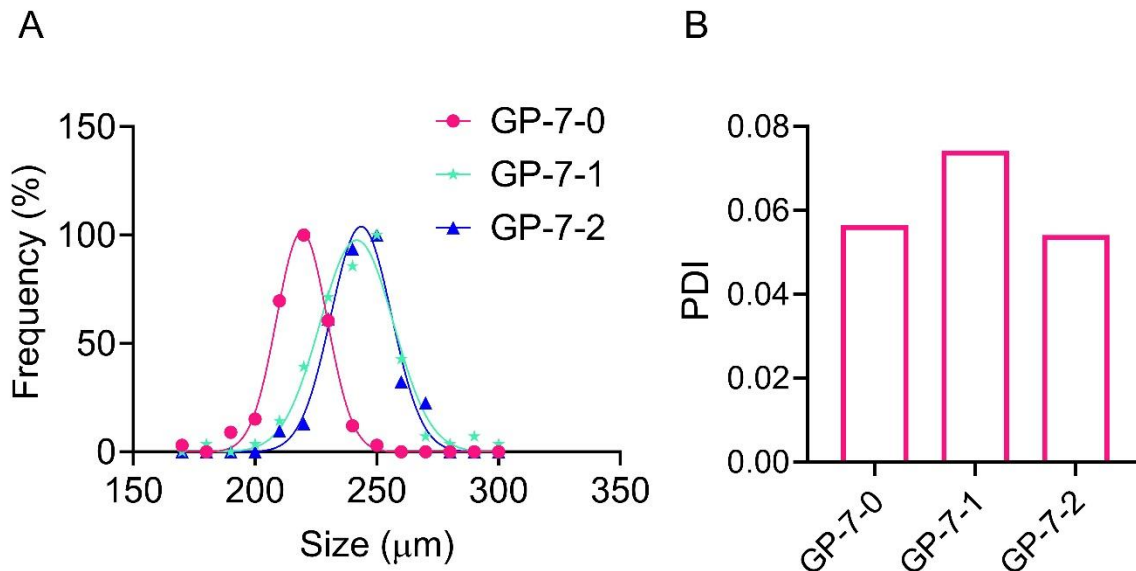 A
Frequency (%)
150
100
50
0
150
200
250
300
350
Size (μm)
GP-7-0
GP-7-1
GP-7-2
B
PDI
0.08
0.06
0.04
0.02
0.00
GP-7-0
GP-7-1
GP-7-2